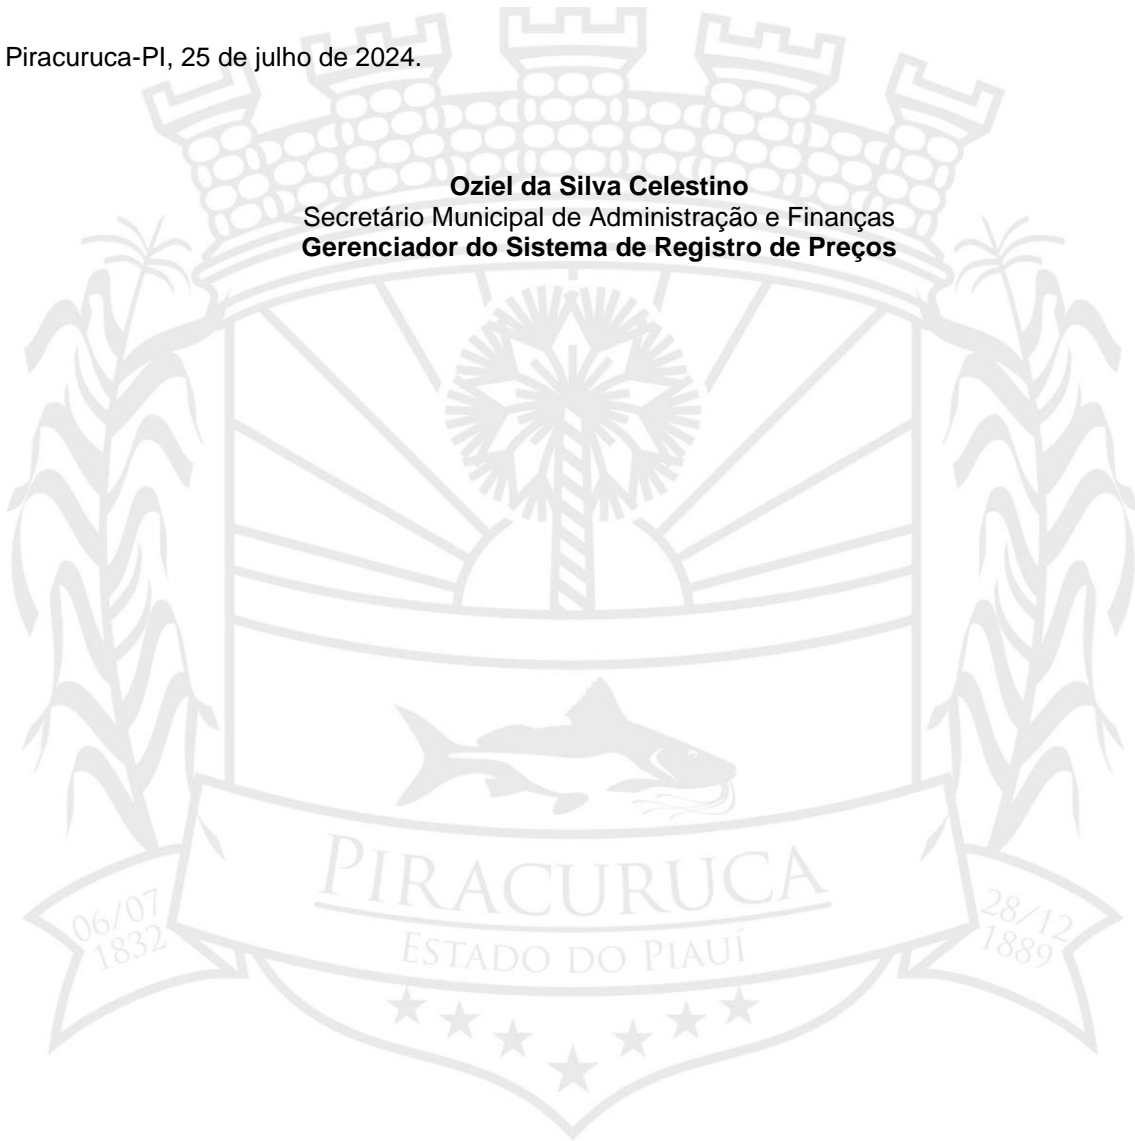 Piracuruca-PI, 25 de julho de 2024.
Oziel da Silva Celestino
Secretário Municipal de Administração e Finanças
Gerenciador do Sistema de Registro de Preços
PIRACURUCA
ESTADO DO PIAUÍ
06/07
1832
28/12
1889